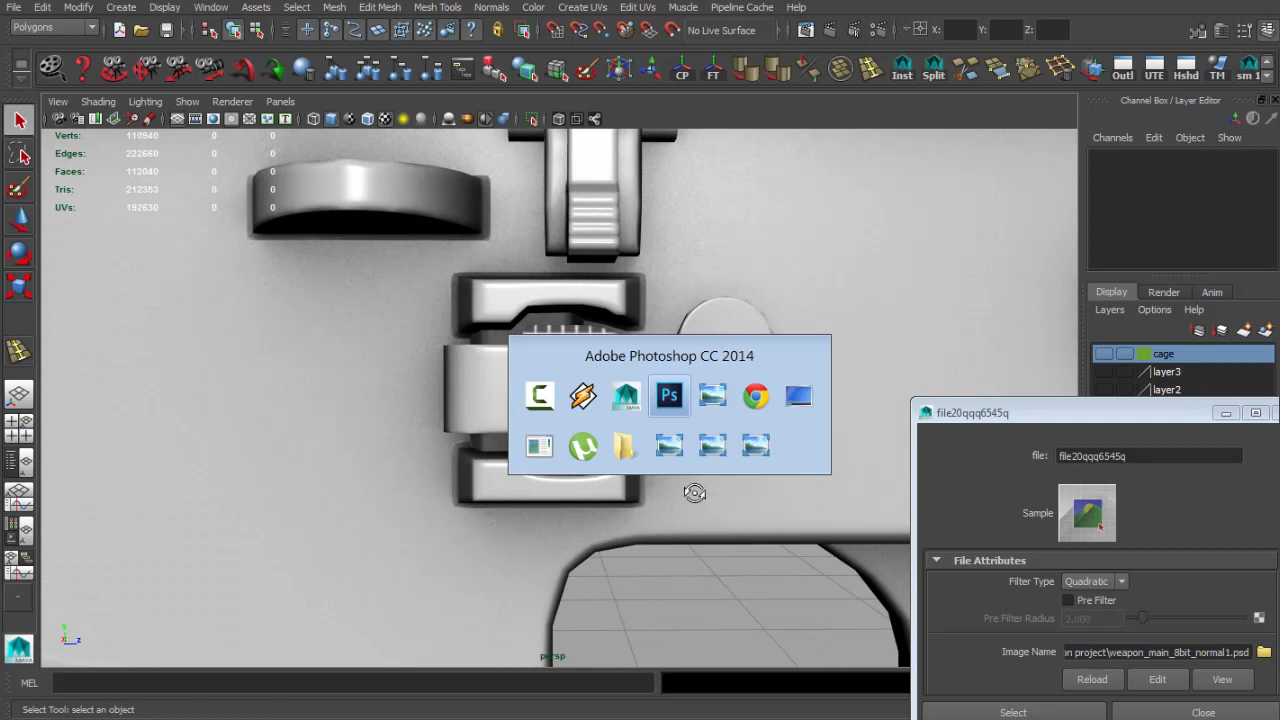 File Edit Modify Create Display Window Assets Select Mesh Edit Mesh Mesh Tools Normals Color Create UVs Edit UVs Muscle Pipeline Cache Help
Polygons No Live Surface X: Y: Z:
CP FT Inst Split Outl UTE Hshd TM sm 1
View Shading Lighting Show Renderer Panels
Channel Box / Layer Editor
Channels Edit Object Show
Verts: 110940 0 0
Edges: 222660 0 0
Faces: 112040 0 0
Tris: 212353 0 0
UVs: 192630 0 0
Display Render Anim
Layers Options Help
cage
layer3
layer2
Adobe Photoshop CC 2014
C Ps
MAYA
µ
file20qqq6545q
file: file20qqq6545q
Sample
File Attributes
Filter Type Quadratic
Pre Filter
Pre Filter Radius 2.000
Image Name on project\weapon_main_8bit_normal1.psd
Reload Edit View
Select Close
y
z
persp
MAYA
MEL
Select Tool: select an object